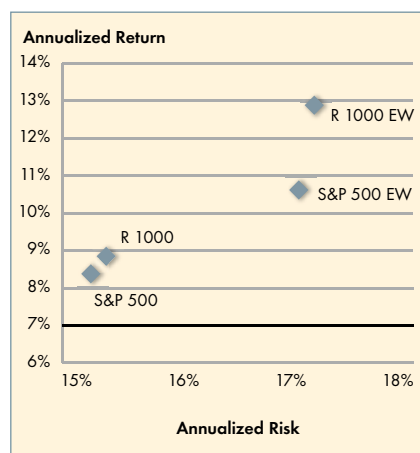 Annualized Return
14%
13%
R 1000 EW
12%
11%
S&P 500 EW
10%
R 1000
9%
8%
S&P 500
7%
6%
15% 16% 17% 18%
Annualized Risk